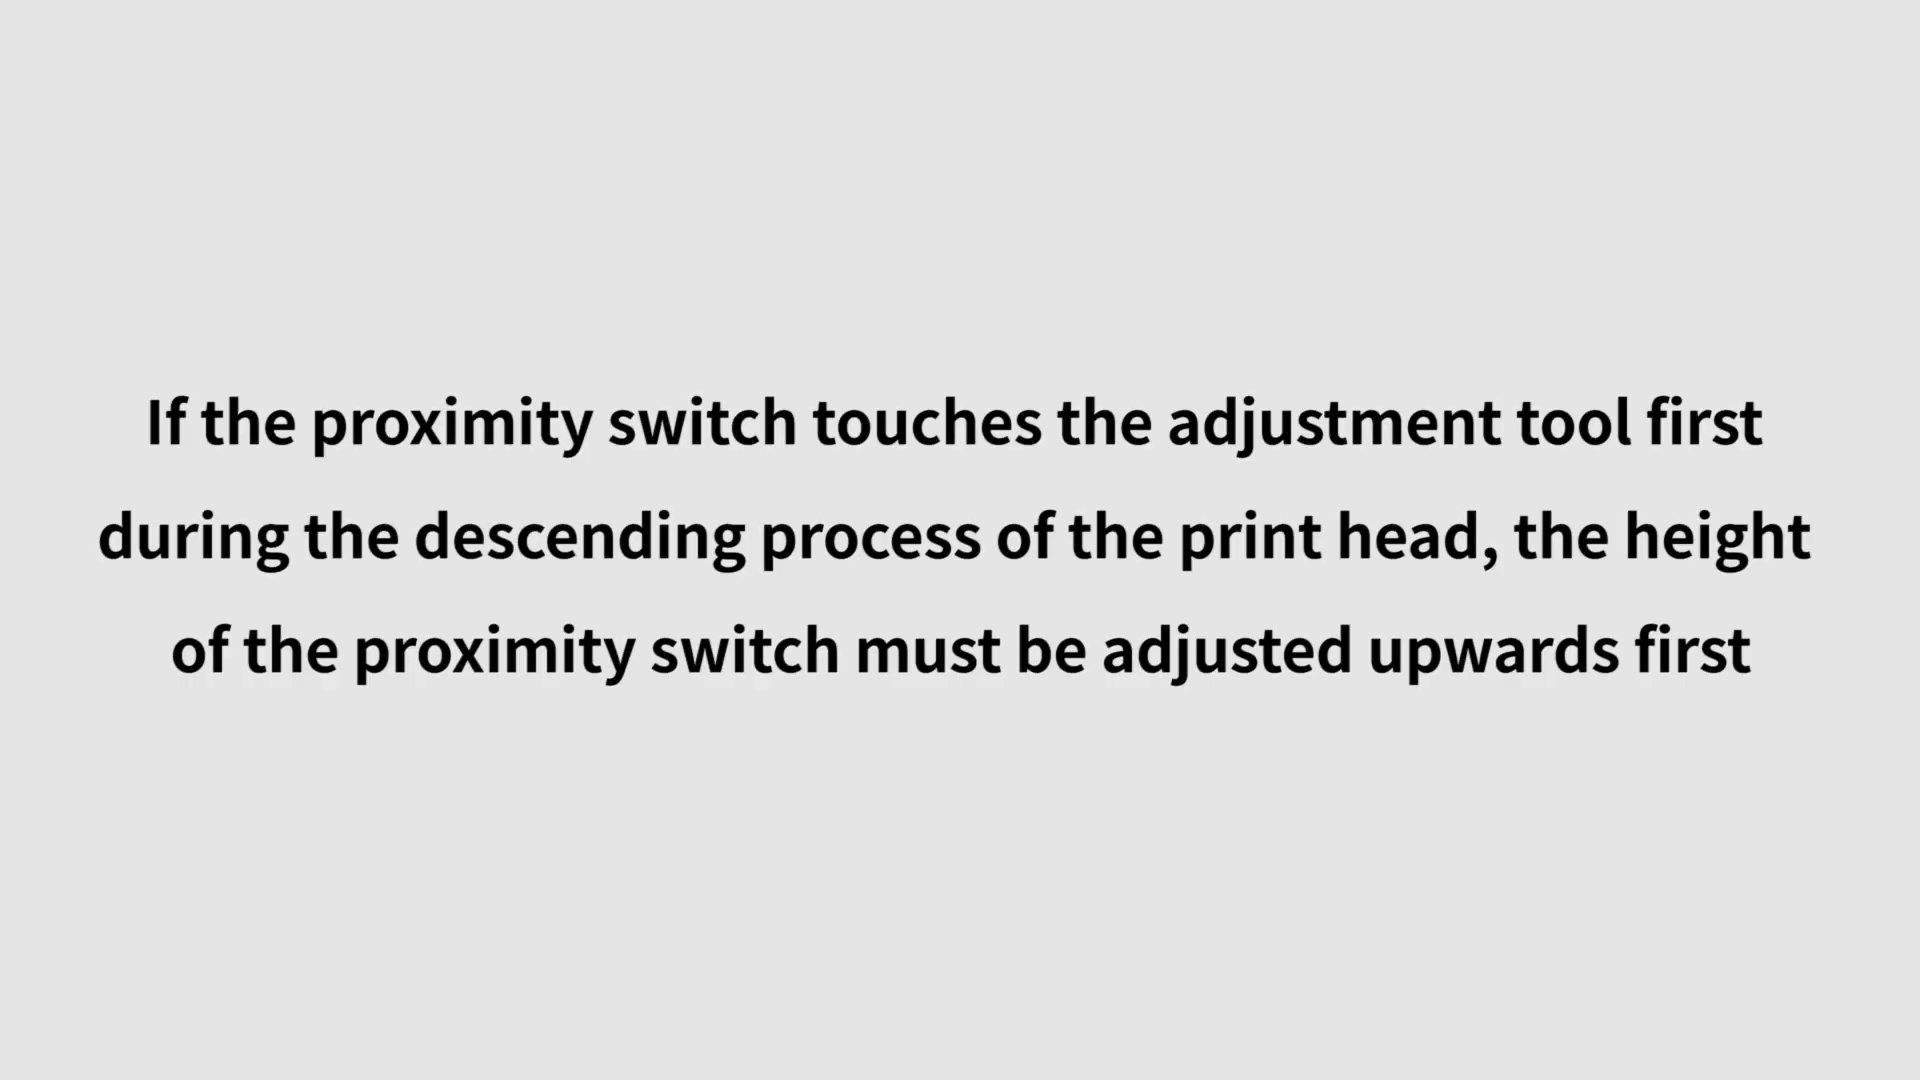 If the proximity switch touches the adjustment tool first
during the descending process of the print head, the height
of the proximity switch must be adjusted upwards first